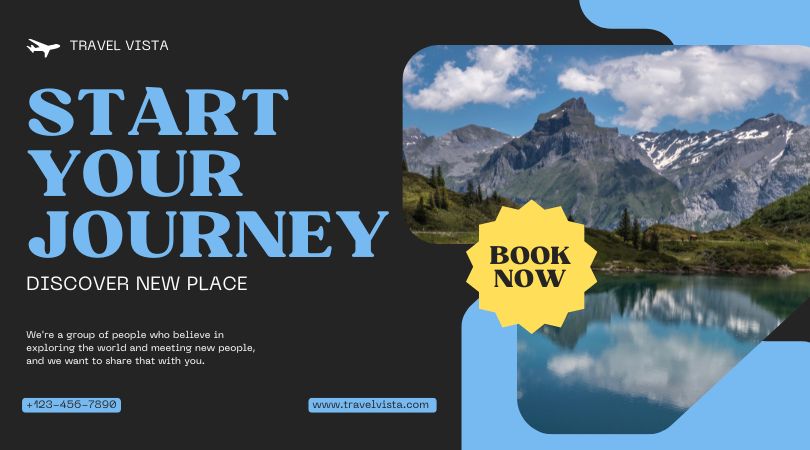 TRAVEL VISTA
START
YOUR
JOURNEY
DISCOVER NEW PLACE
BOOK
NOW
We're a group of people who believe in
exploring the world and meeting new people,
and we want to share that with you.
+123-456-7890
www.travelvista.com